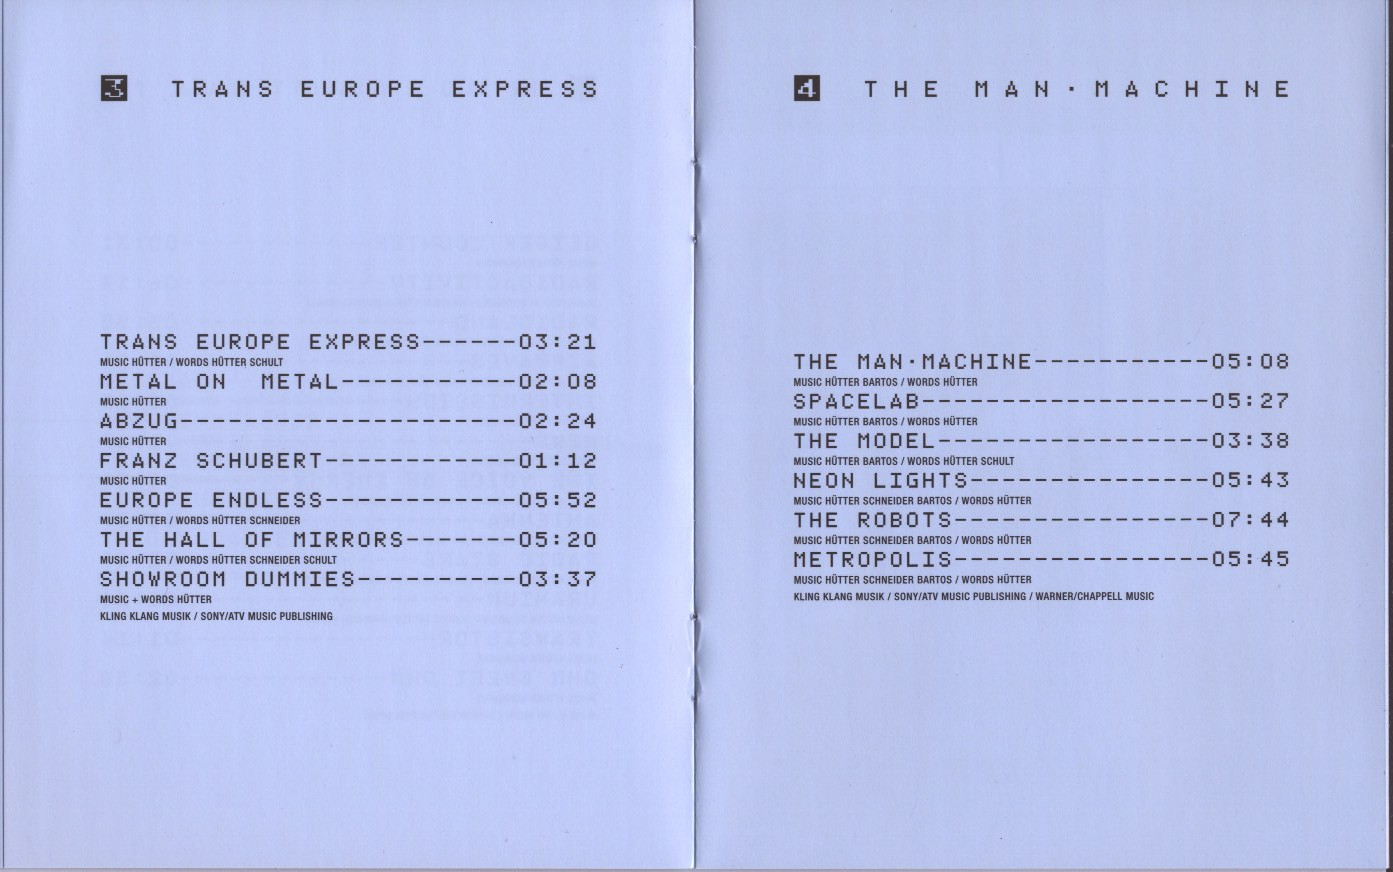 3 TRANS EUROPE EXPRESS
TRANS EUROPE EXPRESS------03:21
MUSIC HÜTTER / WORDS HÜTTER SCHULT
METAL ON  METAL-----------02:08
MUSIC HÜTTER
ABZUG---------------------02:24
MUSIC HÜTTER
FRANZ SCHUBERT------------01:12
MUSIC HÜTTER
EUROPE ENDLESS------------05:52
MUSIC HÜTTER / WORDS HÜTTER SCHNEIDER
THE HALL OF MIRRORS-------05:20
MUSIC HÜTTER / WORDS HÜTTER SCHNEIDER SCHULT
SHOWROOM DUMMIES----------03:37
MUSIC + WORDS HÜTTER
KLING KLANG MUSIK / SONY/ATV MUSIC PUBLISHING
4 THE MAN·MACHINE
THE MAN·MACHINE-----------05:08
MUSIC HÜTTER BARTOS / WORDS HÜTTER
SPACELAB------------------05:27
MUSIC HÜTTER BARTOS / WORDS HÜTTER
THE MODEL-----------------03:38
MUSIC HÜTTER BARTOS / WORDS HÜTTER SCHULT
NEON LIGHTS---------------05:43
MUSIC HÜTTER SCHNEIDER BARTOS / WORDS HÜTTER
THE ROBOTS----------------07:44
MUSIC HÜTTER SCHNEIDER BARTOS / WORDS HÜTTER
METROPOLIS----------------05:45
MUSIC HÜTTER SCHNEIDER BARTOS / WORDS HÜTTER
KLING KLANG MUSIK / SONY/ATV MUSIC PUBLISHING / WARNER/CHAPPELL MUSIC